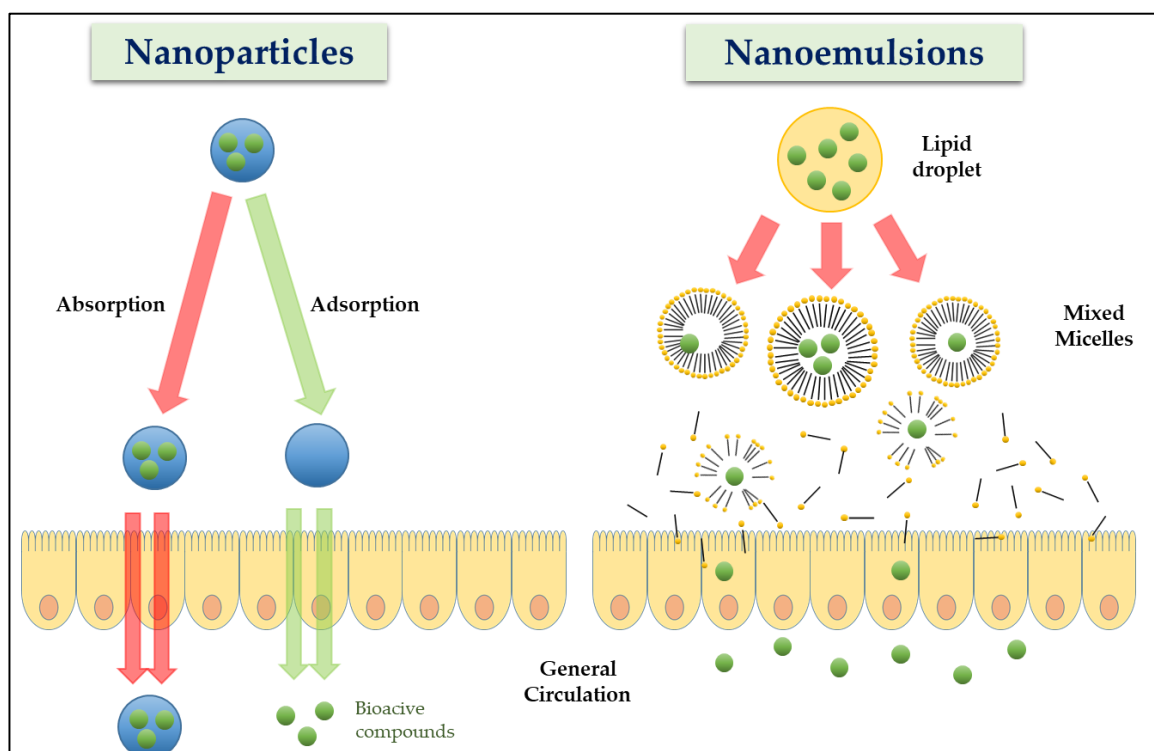 Nanoparticles
Nanoemulsions
Lipid
droplet
Absorption
Adsorption
Mixed
Micelles
General
Circulation
Bioacive
compounds